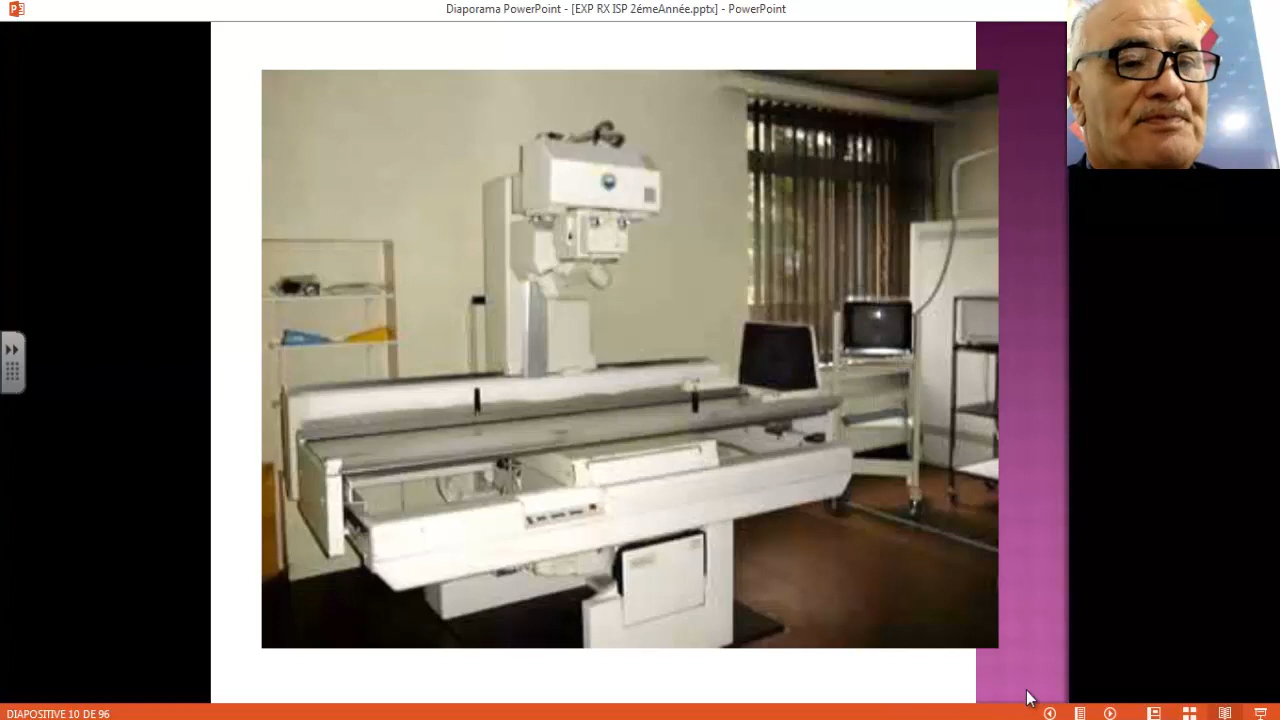 Diaporama PowerPoint - [EXP RX ISP 2émeAnnée.pptx] - PowerPoint
DIAPOSITIVE 10 DE 96